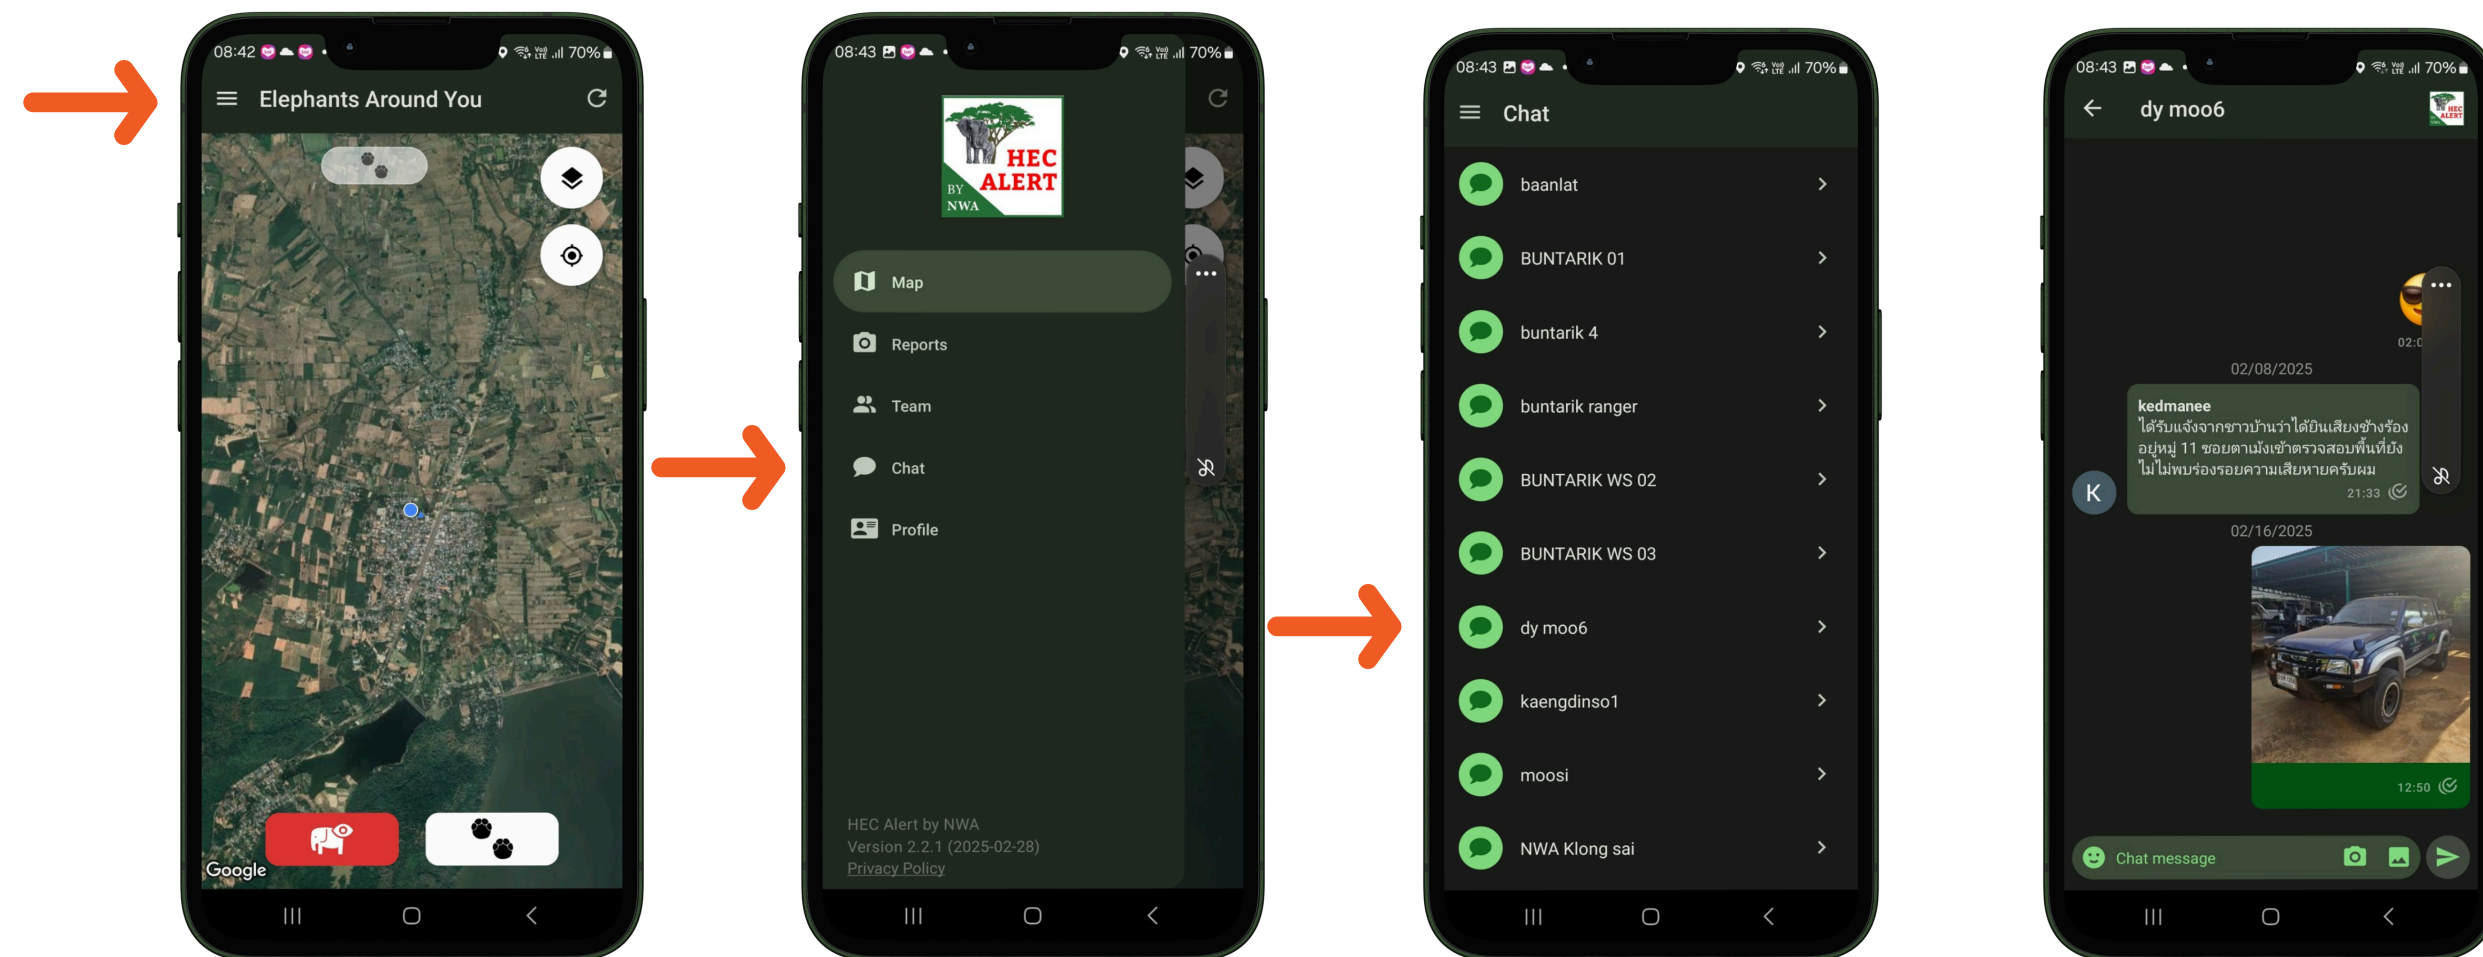 08:42
70%
Elephants Around You
Google
08:43
70%
HEC
ALERT
BY
NWA
Map
Reports
Team
Chat
Profile
HEC Alert by NWA
Version 2.2.1 (2025-02-28)
Privacy Policy
08:43
70%
Chat
baanlat
BUNTARIK 01
buntarik 4
buntarik ranger
BUNTARIK WS 02
BUNTARIK WS 03
dy moo6
kaengdinso1
moosi
NWA Klong sai
08:43
70%
dy moo6
HEC
ALERT
02/08/2025
kedmanee
ได้รับแจ้งจากชาวบ้านว่าได้ยินเสียงช้างร้อง
อยู่หมู่ 11 ซอยตาเม้งเข้าตรวจสอบพื้นที่ยัง
ไม่ไม่พบร่องรอยความเสียหายครับผม
21:33
K
02/16/2025
12:50
Chat message